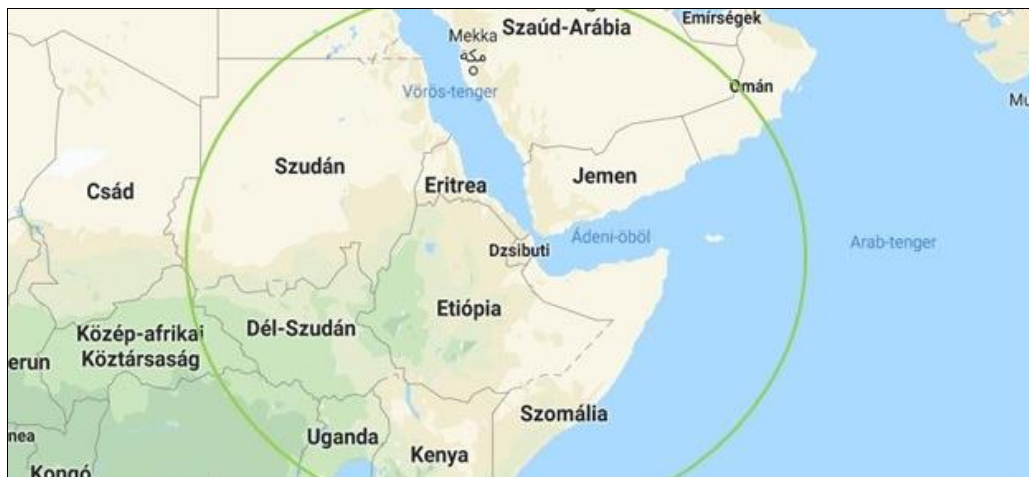 Emírségek
Szaúd-Arábia
Mekka
مكة
Omán
Vörös-tenger
Szudán
Csád
Eritrea
Jemen
Dzsibuti
Ádeni-öböl
Arab-tenger
Etiópia
Dél-Szudán
Közép-afrikai
Köztársaság
erun
Szomália
Uganda
Kenya
nea
Kongó
Mu